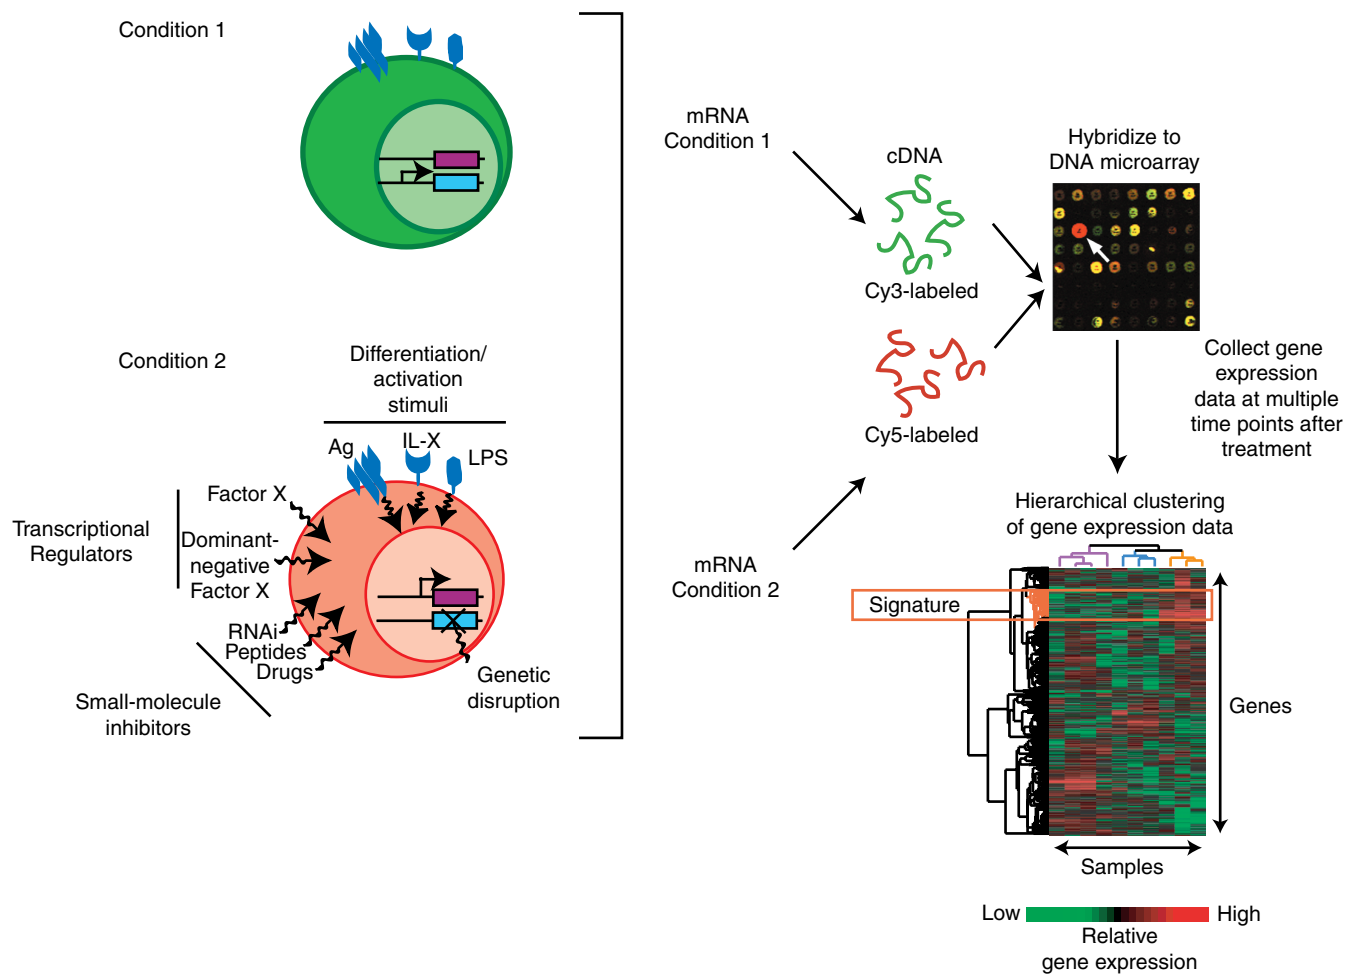 Condition 1
Condition 2
Differentiation/
activation
stimuli
Ag
IL-X
LPS
Factor X
Transcriptional
Regulators
Dominant-
negative
Factor X
RNAi
Peptides
Drugs
Small-molecule
inhibitors
Genetic
disruption
mRNA
Condition 1
cDNA
Cy3-labeled
Cy5-labeled
mRNA
Condition 2
Hybridize to
DNA microarray
Collect gene
expression
data at multiple
time points after
treatment
Hierarchical clustering
of gene expression data
Signature
Genes
Samples
Low
High
Relative
gene expression